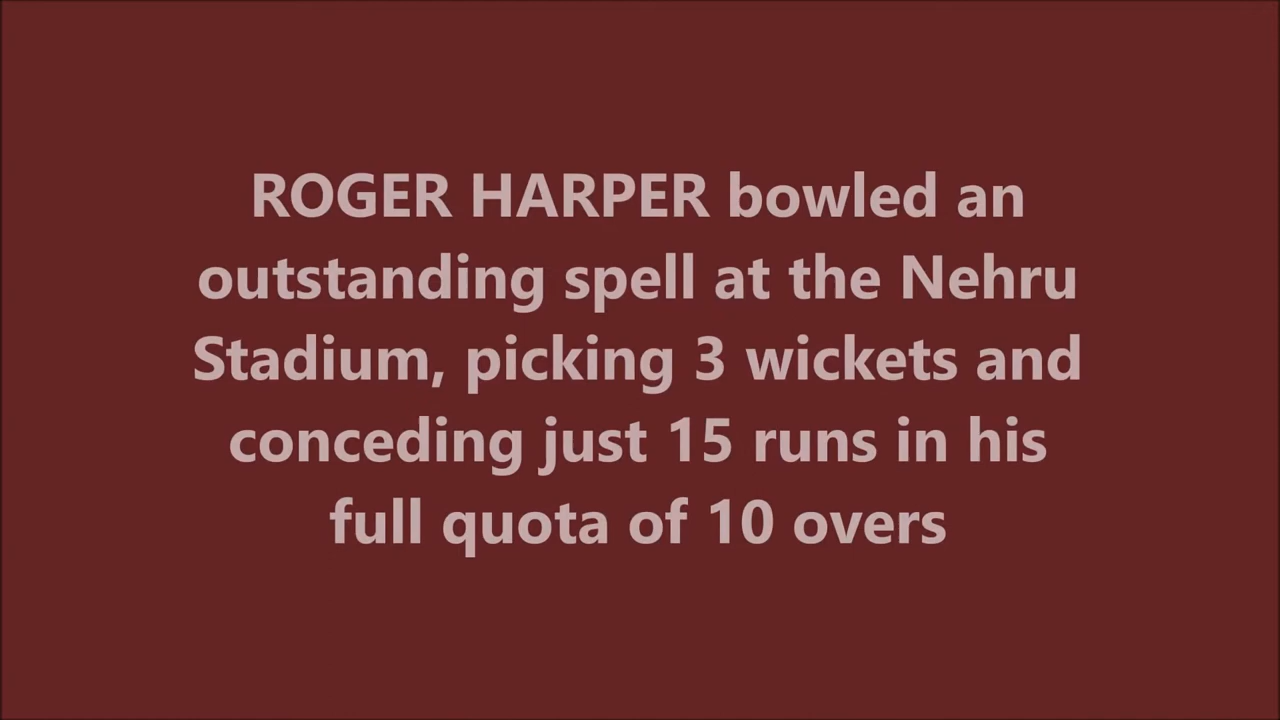 ROGER HARPER bowled an
outstanding spell at the Nehru
Stadium, picking 3 wickets and
conceding just 15 runs in his
full quota of 10 overs